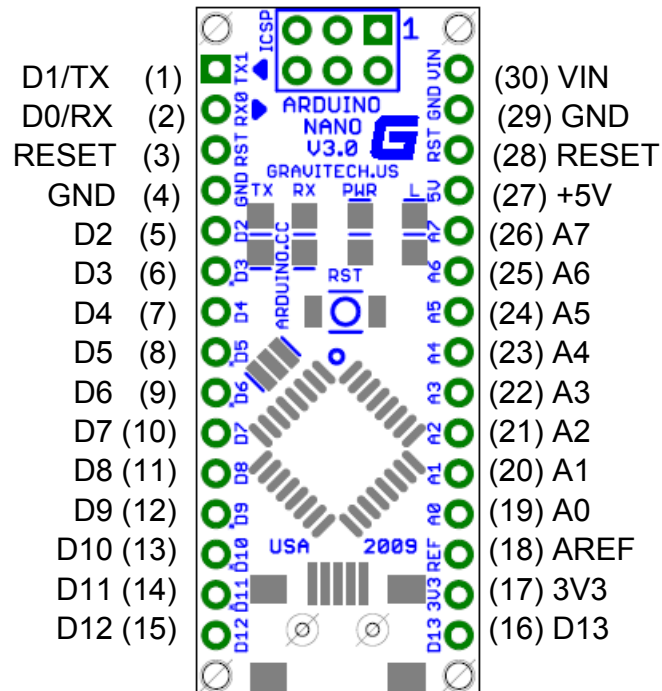 D1/TX (1)
D0/RX (2)
RESET (3)
GND (4)
D2 (5)
D3 (6)
D4 (7)
D5 (8)
D6 (9)
D7 (10)
D8 (11)
D9 (12)
D10 (13)
D11 (14)
D12 (15)
TX1
RX0
RST
GND
D2
D3
D4
D5
D6
D7
D8
D9
D10
D11
D12
ICSP
1
ARDUINO
NANO
V3.0
G
GRAVITECH.US
TX RX PWR L
ARDUINO.CC
RST
USA 2009
VIN
GND
RST
5V
A7
A6
A5
A4
A3
A2
A1
A0
REF
3V3
D13
(30) VIN
(29) GND
(28) RESET
(27) +5V
(26) A7
(25) A6
(24) A5
(23) A4
(22) A3
(21) A2
(20) A1
(19) A0
(18) AREF
(17) 3V3
(16) D13